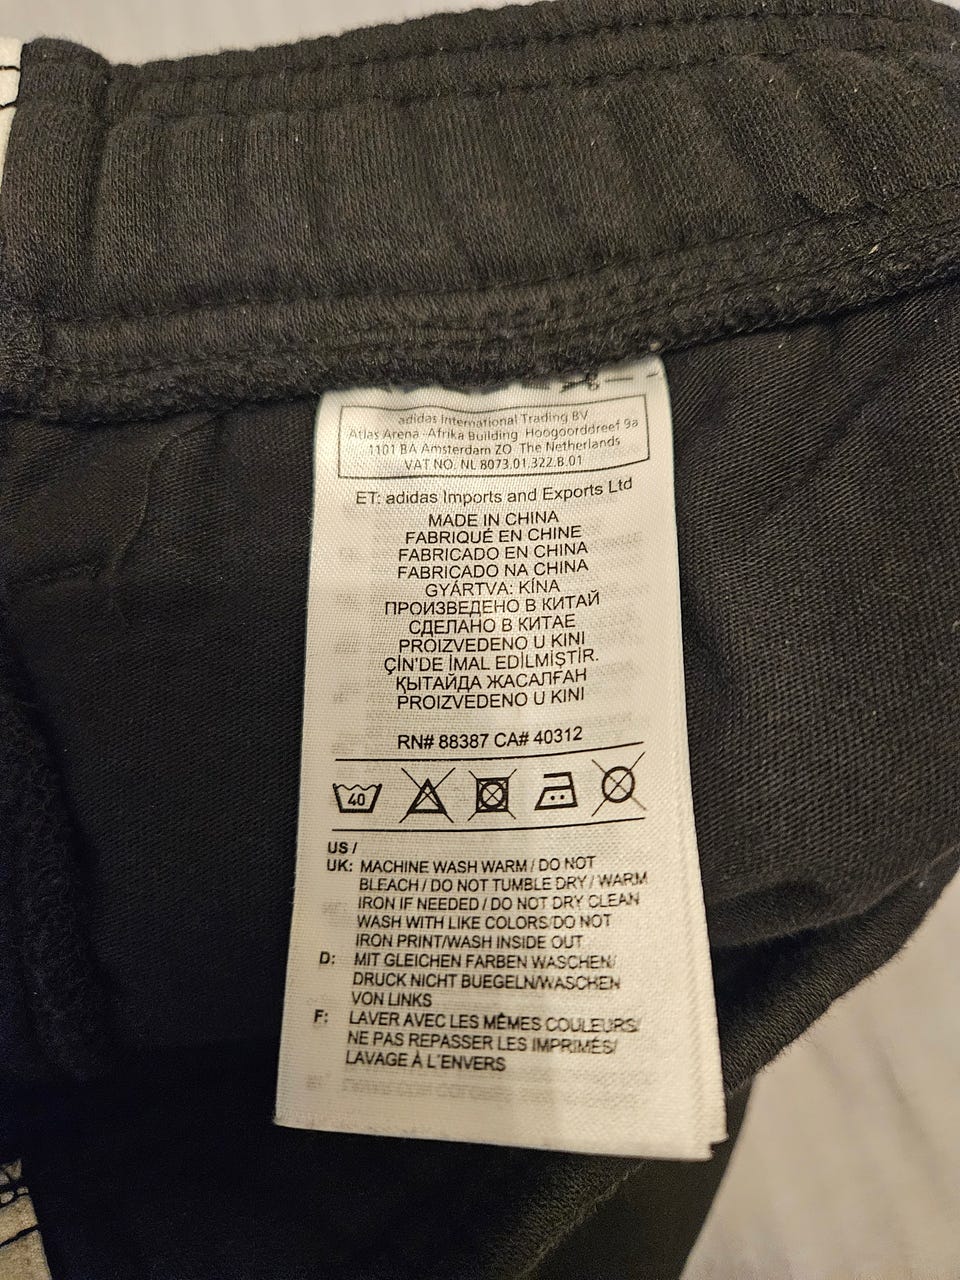 adidas International Trading BV
Atlas Arena -Afrika Building Hoogoorddreef 9a
1101 BA Amsterdam ZO The Netherlands
VAT NO. NL 8073.01.322.B.01
ET: adidas Imports and Exports Ltd
MADE IN CHINA
FABRIQUÉ EN CHINE
FABRICADO EN CHINA
FABRICADO NA CHINA
GYÁRTVA: KÍNA
ПРОИЗВЕДЕНО В КИТАЙ
СДЕЛАНО В КИТАЕ
PROIZVEDENO U KINI
ÇİN'DE İMAL EDİLMİŞTİR.
ҚЫТАЙДА ЖАСАЛҒАН
PROIZVEDENO U KINI
RN# 88387 CA# 40312
40
US /
UK: MACHINE WASH WARM / DO NOT
BLEACH / DO NOT TUMBLE DRY / WARM
IRON IF NEEDED / DO NOT DRY CLEAN
WASH WITH LIKE COLORS/DO NOT
IRON PRINT/WASH INSIDE OUT
D: MIT GLEICHEN FARBEN WASCHEN/
DRUCK NICHT BUEGELN/WASCHEN
VON LINKS
F: LAVER AVEC LES MÊMES COULEURS/
NE PAS REPASSER LES IMPRIMÉS/
LAVAGE À L'ENVERS